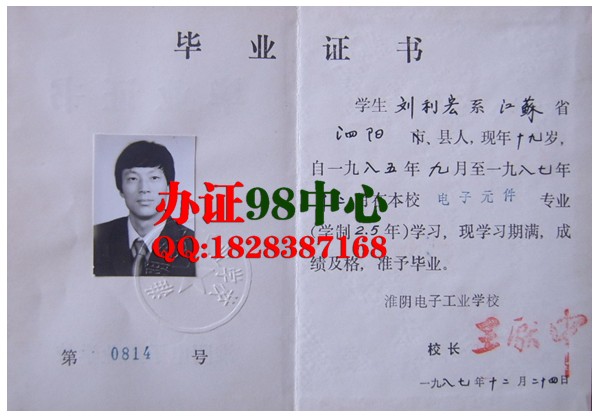 毕业证书
学生 刘利宏 系 江蘇 省
泗阳 市、县人,现年十九岁,
自一九八五年九月至一九八七年
在本校 电子元件 专业
(学制2.5年)学习,现学习期满,成
绩及格,准予毕业。
淮阴电子工业学校
校长
一九八七年十二月二十四日
第 0814 号
办证98中心
QQ:1828387168